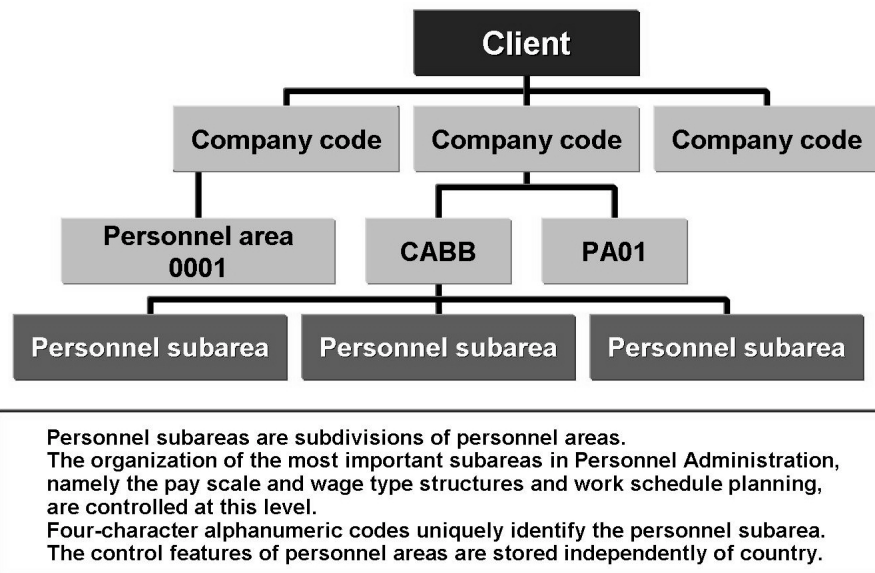 Client
Company code
Company code
Company code
Personnel area
0001
CABB
PA01
Personnel subarea
Personnel subarea
Personnel subarea
Personnel subareas are subdivisions of personnel areas.
The organization of the most important subareas in Personnel Administration,
namely the pay scale and wage type structures and work schedule planning,
are controlled at this level.
Four-character alphanumeric codes uniquely identify the personnel subarea.
The control features of personnel areas are stored independently of country.